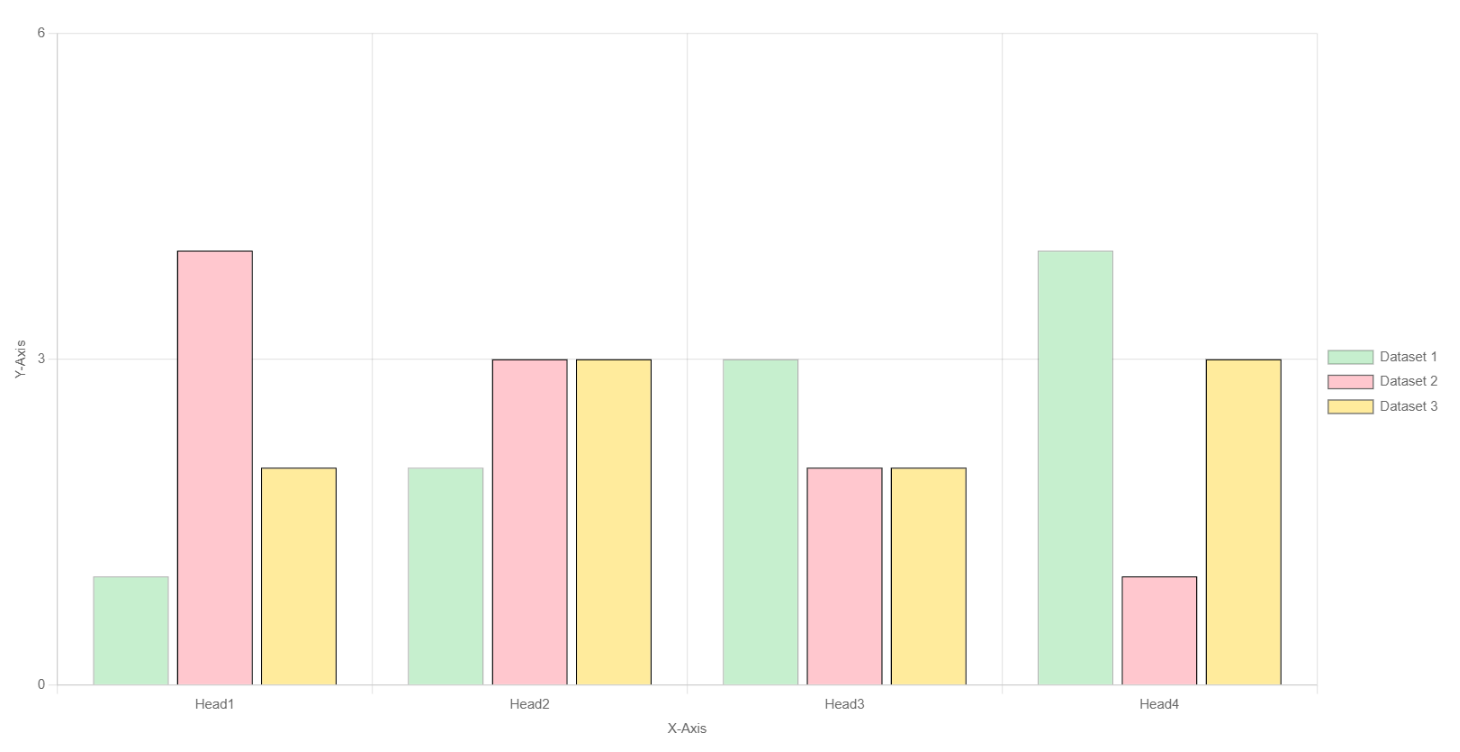 6
3
0
Y-Axis
Head1
Head2
Head3
Head4
X-Axis
Dataset 1
Dataset 2
Dataset 3